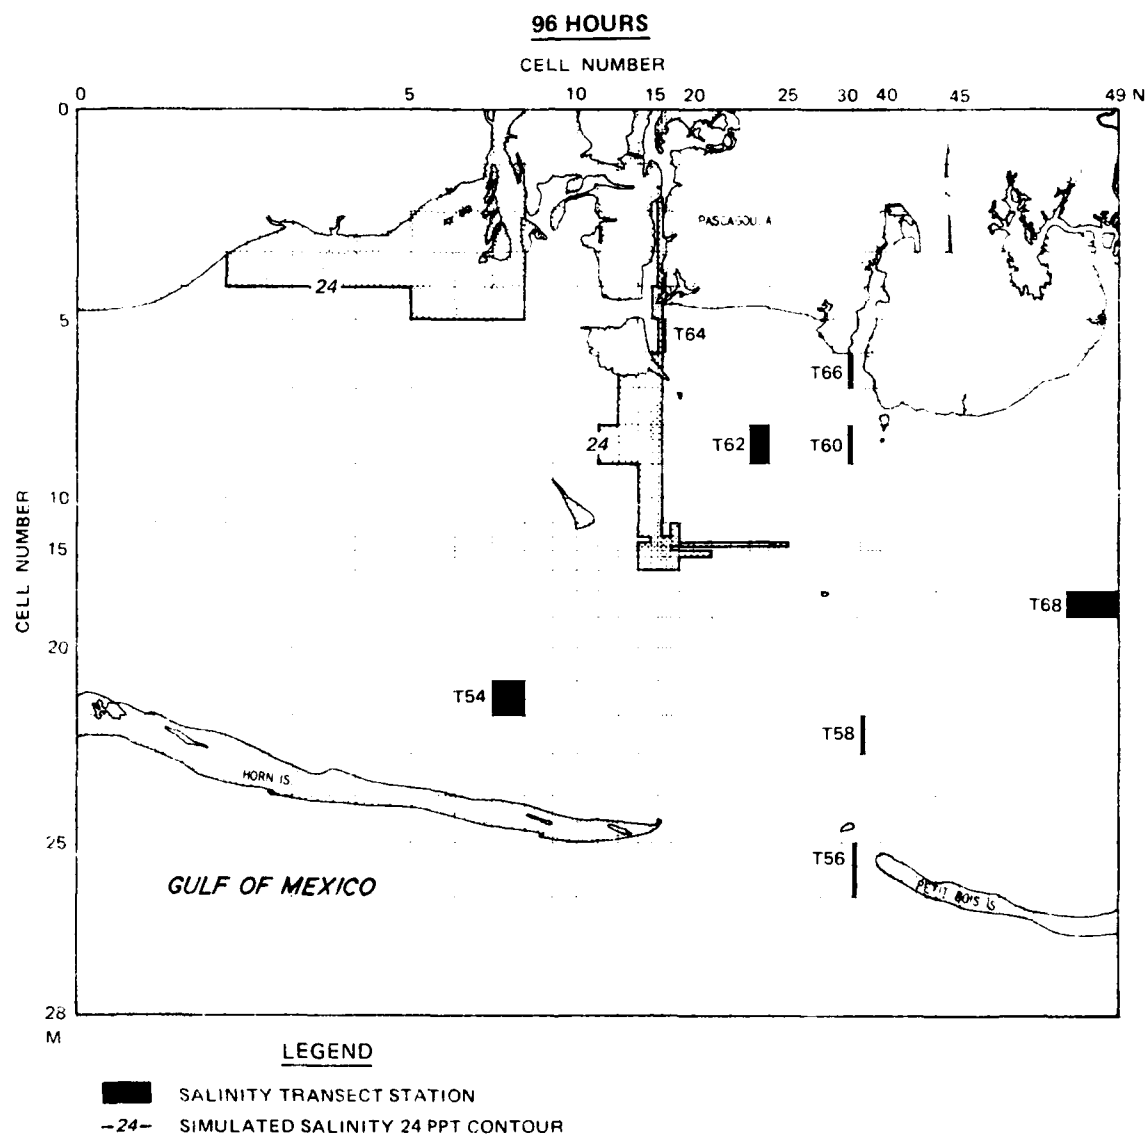 96 HOURS
CELL NUMBER
0 5 10 15 20 25 30 40 45 49 N
0
PASCAGOULA
24
5
T64
T66
24
T62
T60
10
15
CELL NUMBER
T68
20
T54
T58
HORN IS.
25
T56
GULF OF MEXICO
PETIT BOIS IS
28
M
LEGEND
SALINITY TRANSECT STATION
-24- SIMULATED SALINITY 24 PPT CONTOUR